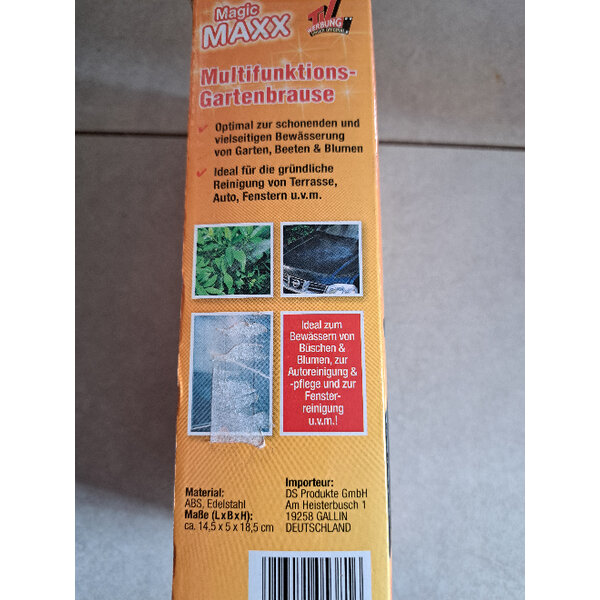 Magic
MAXX
TV
WERBUNG
Multifunktions-
Gartenbrause
Optimal zur schonenden und
vielseitigen Bewässerung
von Garten, Beeten & Blumen
Ideal für die gründliche
Reinigung von Terrasse,
Auto, Fenstern u.v.m.
Ideal zum
Bewässern von
Büschen &
Blumen, zur
Autoreinigung &
-pflege und zur
Fenster-
reinigung
u.v.m.!
Material:
ABS, Edelstahl
Maße (LxBxH):
ca. 14,5 x 5 x 18,5 cm
Importeur:
DS Produkte GmbH
Am Heisterbusch 1
19258 GALLIN
DEUTSCHLAND